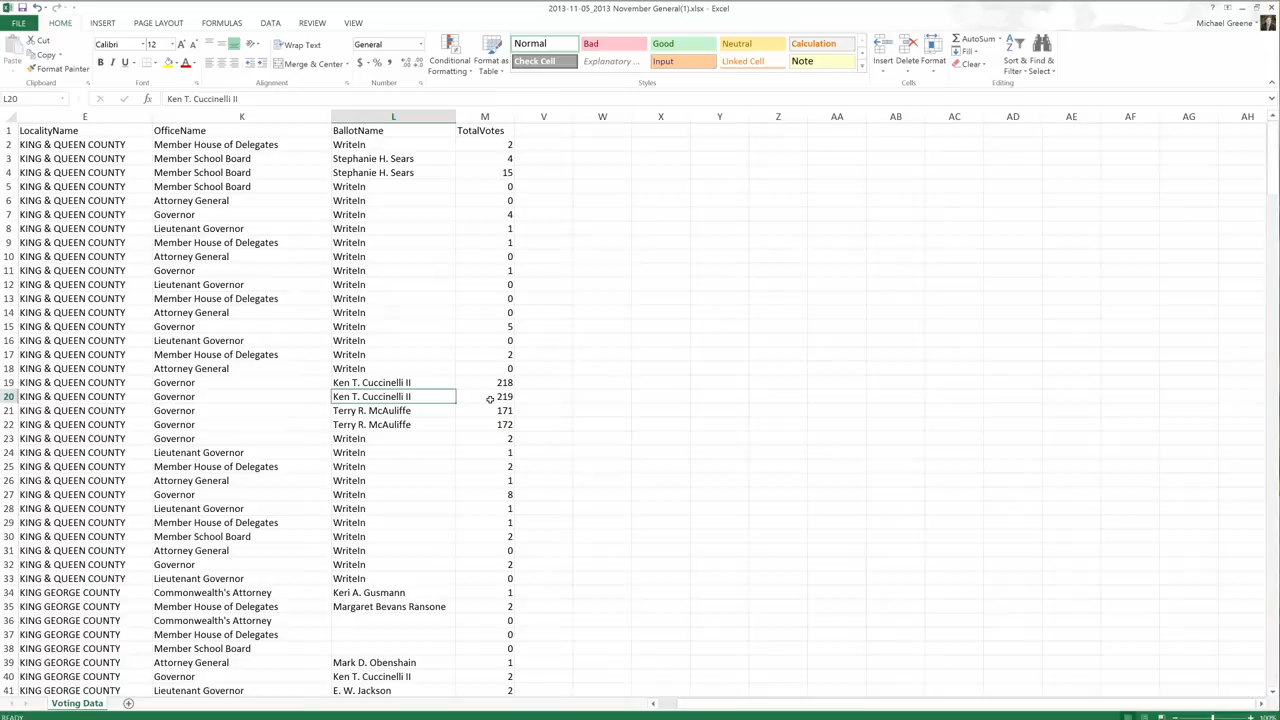 2013-11-05_2013 November General(1).xlsx - Excel
FILE HOME INSERT PAGE LAYOUT FORMULAS DATA REVIEW VIEW Michael Greene
Paste Cut Copy Format Painter Clipboard
Calibri 12 B I U A Font
Wrap Text Merge & Center Alignment
General $ % , Number
Conditional Formatting Format as Table
Normal Bad Good Neutral Calculation
Check Cell Explanatory ... Input Linked Cell Note
Styles
Insert Delete Format Cells
AutoSum Fill Clear Sort & Filter Find & Select Editing
L20 fx Ken T. Cuccinelli II
E K L M V W X Y Z AA AB AC AD AE AF AG AH
1 LocalityName OfficeName BallotName TotalVotes
2 KING & QUEEN COUNTY Member House of Delegates WriteIn 2
3 KING & QUEEN COUNTY Member School Board Stephanie H. Sears 4
4 KING & QUEEN COUNTY Member School Board Stephanie H. Sears 15
5 KING & QUEEN COUNTY Member School Board WriteIn 0
6 KING & QUEEN COUNTY Attorney General WriteIn 0
7 KING & QUEEN COUNTY Governor WriteIn 4
8 KING & QUEEN COUNTY Lieutenant Governor WriteIn 1
9 KING & QUEEN COUNTY Member House of Delegates WriteIn 1
10 KING & QUEEN COUNTY Attorney General WriteIn 0
11 KING & QUEEN COUNTY Governor WriteIn 1
12 KING & QUEEN COUNTY Lieutenant Governor WriteIn 0
13 KING & QUEEN COUNTY Member House of Delegates WriteIn 0
14 KING & QUEEN COUNTY Attorney General WriteIn 0
15 KING & QUEEN COUNTY Governor WriteIn 5
16 KING & QUEEN COUNTY Lieutenant Governor WriteIn 0
17 KING & QUEEN COUNTY Member House of Delegates WriteIn 2
18 KING & QUEEN COUNTY Attorney General WriteIn 0
19 KING & QUEEN COUNTY Governor Ken T. Cuccinelli II 218
20 KING & QUEEN COUNTY Governor Ken T. Cuccinelli II 219
21 KING & QUEEN COUNTY Governor Terry R. McAuliffe 171
22 KING & QUEEN COUNTY Governor Terry R. McAuliffe 172
23 KING & QUEEN COUNTY Governor WriteIn 2
24 KING & QUEEN COUNTY Lieutenant Governor WriteIn 1
25 KING & QUEEN COUNTY Member House of Delegates WriteIn 2
26 KING & QUEEN COUNTY Attorney General WriteIn 1
27 KING & QUEEN COUNTY Governor WriteIn 8
28 KING & QUEEN COUNTY Lieutenant Governor WriteIn 1
29 KING & QUEEN COUNTY Member House of Delegates WriteIn 1
30 KING & QUEEN COUNTY Member School Board WriteIn 2
31 KING & QUEEN COUNTY Attorney General WriteIn 0
32 KING & QUEEN COUNTY Governor WriteIn 2
33 KING & QUEEN COUNTY Lieutenant Governor WriteIn 0
34 KING GEORGE COUNTY Commonwealth's Attorney Keri A. Gusmann 1
35 KING GEORGE COUNTY Member House of Delegates Margaret Bevans Ransone 2
36 KING GEORGE COUNTY Commonwealth's Attorney 0
37 KING GEORGE COUNTY Member House of Delegates 0
38 KING GEORGE COUNTY Member School Board 0
39 KING GEORGE COUNTY Attorney General Mark D. Obenshain 1
40 KING GEORGE COUNTY Governor Ken T. Cuccinelli II 2
41 KING GEORGE COUNTY Lieutenant Governor E. W. Jackson 2
Voting Data
READY 100%